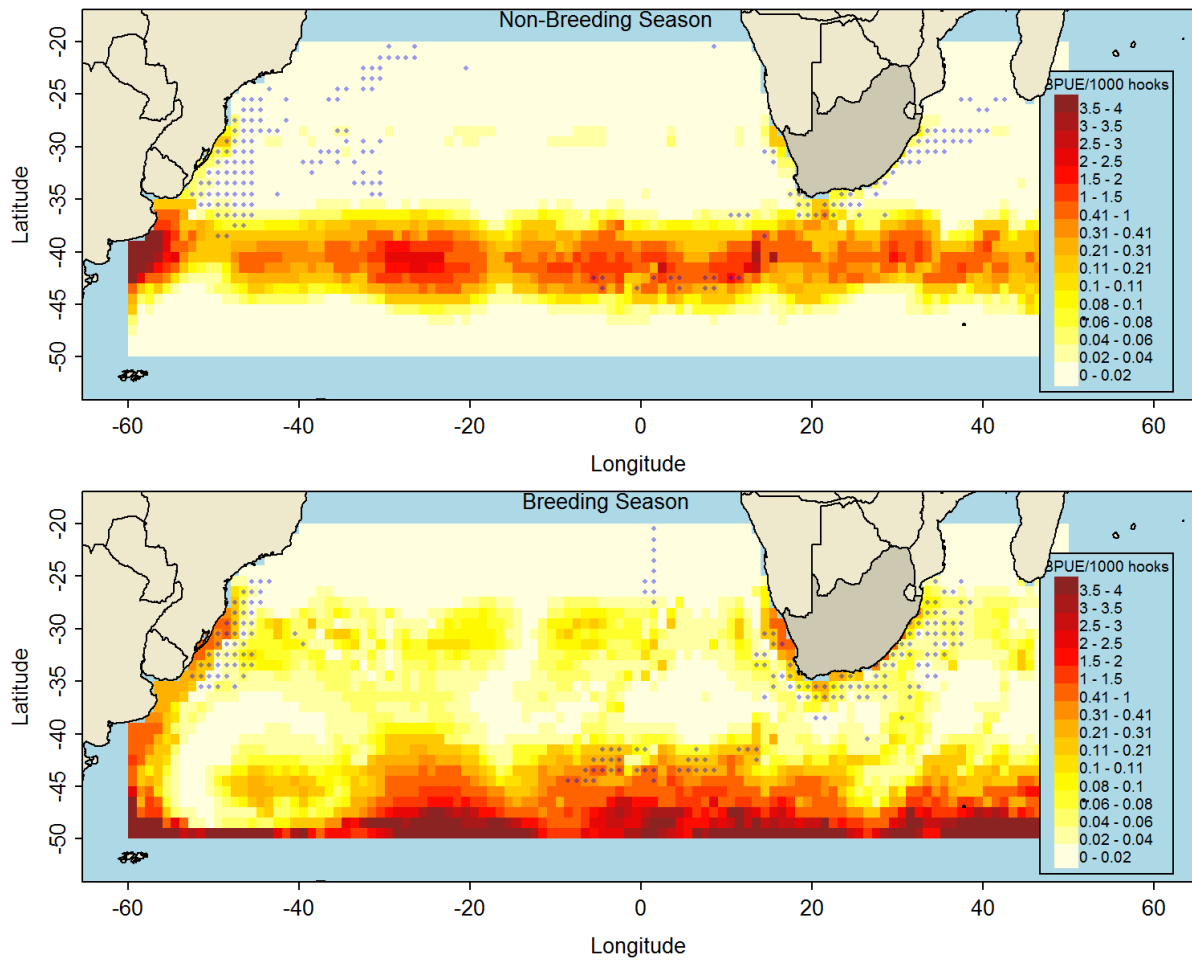 Non-Breeding Season
Latitude
-20
-25
-30
-35
-40
-45
-50
BPUE/1000 hooks
3.5 - 4
3 - 3.5
2.5 - 3
2 - 2.5
1.5 - 2
1 - 1.5
0.41 - 1
0.31 - 0.41
0.21 - 0.31
0.11 - 0.21
0.1 - 0.11
0.08 - 0.1
0.06 - 0.08
0.04 - 0.06
0.02 - 0.04
0 - 0.02
-60 -40 -20 0 20 40 60
Longitude
Breeding Season
Latitude
-20
-25
-30
-35
-40
-45
-50
BPUE/1000 hooks
3.5 - 4
3 - 3.5
2.5 - 3
2 - 2.5
1.5 - 2
1 - 1.5
0.41 - 1
0.31 - 0.41
0.21 - 0.31
0.11 - 0.21
0.1 - 0.11
0.08 - 0.1
0.06 - 0.08
0.04 - 0.06
0.02 - 0.04
0 - 0.02
-60 -40 -20 0 20 40 60
Longitude